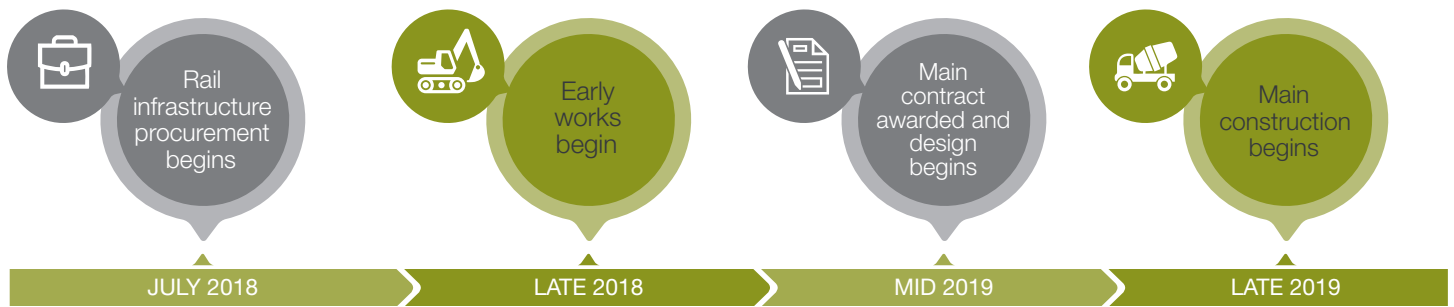 Rail
infrastructure
procurement
begins
Early
works
begin
Main
contract
awarded and
design
begins
Main
construction
begins
JULY 2018
LATE 2018
MID 2019
LATE 2019